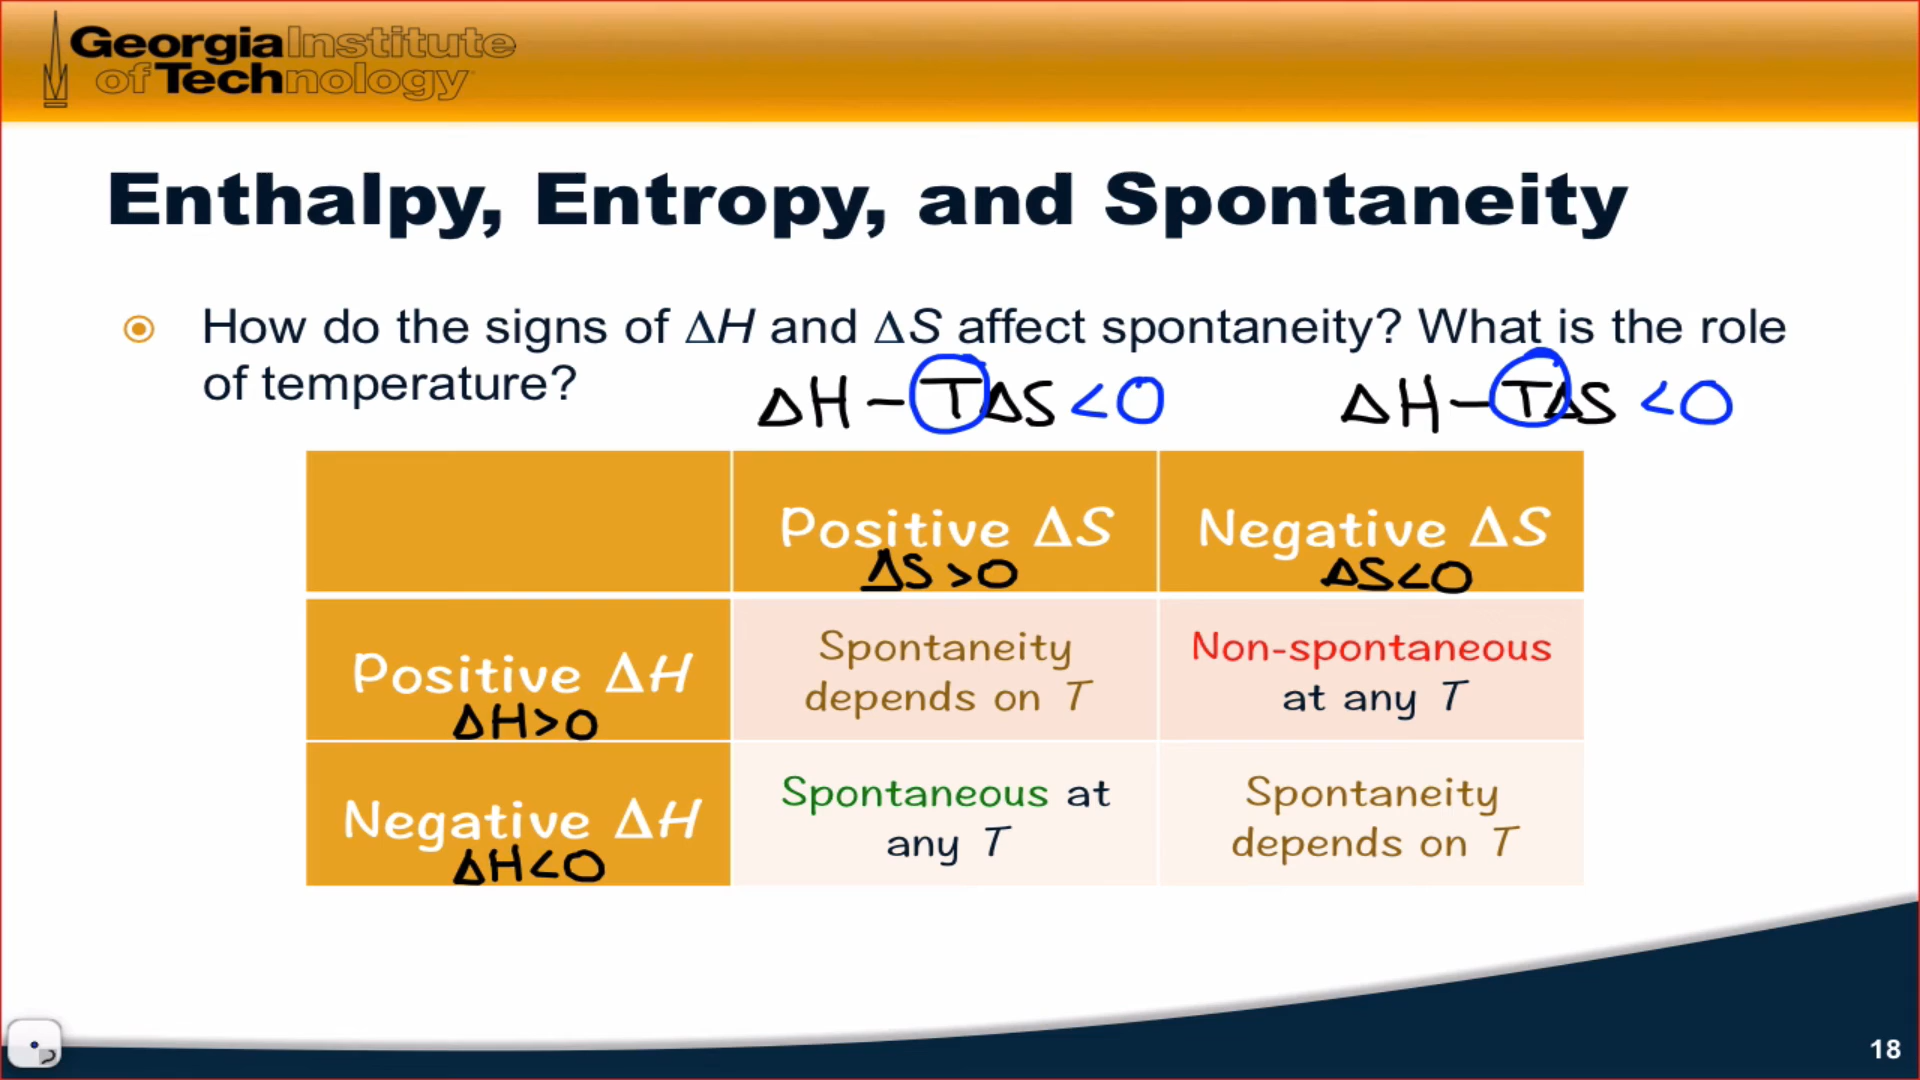 Georgia Institute
of Technology
Enthalpy, Entropy, and Spontaneity
How do the signs of ΔH and ΔS affect spontaneity? What is the role
of temperature?
ΔH – TΔS <0
ΔH – TΔS <0
Positive ΔS
ΔS >0
Negative ΔS
ΔS<0
Positive ΔH
ΔH>0
Spontaneity
depends on T
Non-spontaneous
at any T
Negative ΔH
ΔH<0
Spontaneous at
any T
Spontaneity
depends on T
18